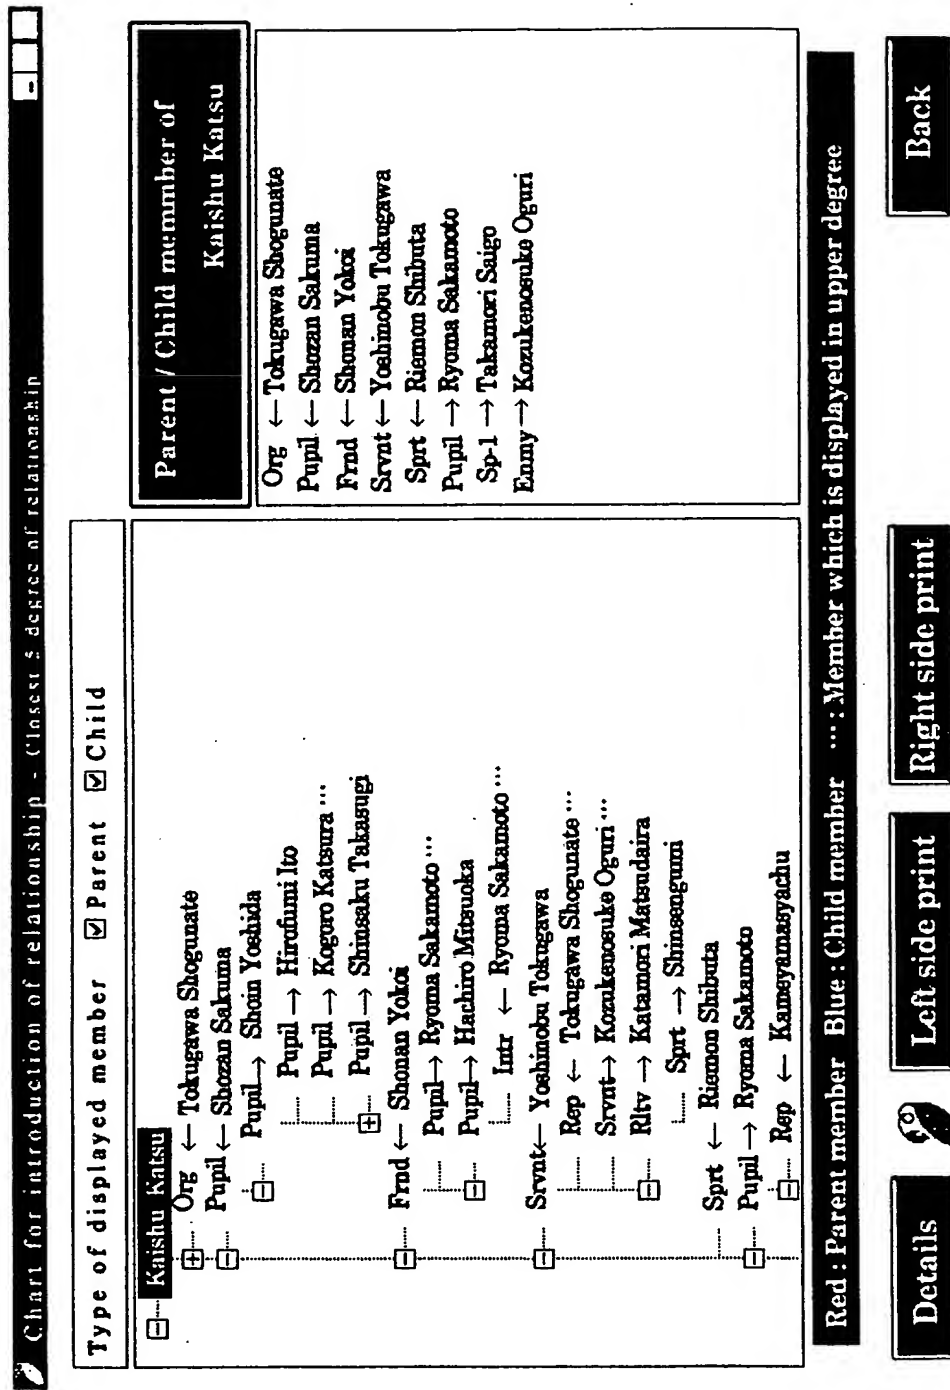 Chart for introduction of relationship - Closest 5 degree of relationship
Type of displayed member ☑ Parent ☑ Child
Kaishu Katsu
Org ← Tokugawa Shogunate
Pupil ← Shozan Sakuma
Pupil → Shoin Yoshida
Pupil → Hirofumi Ito
Pupil → Kogoro Katsura ...
Pupil → Shinsaku Takasugi
Frnd ← Shonan Yokoi
Pupil → Ryoma Sakamoto ...
Pupil → Hachiro Mitsuoka
Intr ← Ryoma Sakamoto ...
Srvnt ← Yoshinobu Tokugawa
Rep ← Tokugawa Shogunate ...
Srvnt → Kozukenosuke Oguri ...
Rltv → Katamori Matsudaira
Sprt → Shinsengumi
Sprt ← Riemon Shibuta
Pupil → Ryoma Sakamoto
Rep ← Kameyamasyachu
Parent / Child memnber of
Kaishu Katsu
Org ← Tokugawa Shogunate
Pupil ← Shozan Sakuma
Frnd ← Shonan Yokoi
Srvnt ← Yoshinobu Tokugawa
Sprt ← Riemon Shibuta
Pupil → Ryoma Sakamoto
Sp-1 → Takamori Saigo
Enmy → Kozukenosuke Oguri
Red : Parent member Blue : Child member ... : Member which is displayed in upper degree
Details
Left side print
Right side print
Back